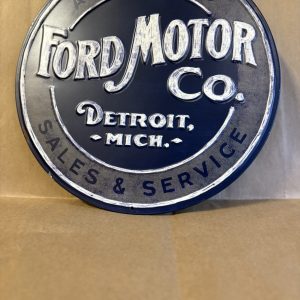 FORD MOTOR
CO.
DETROIT,
-MICH.-
SALES & SERVICE